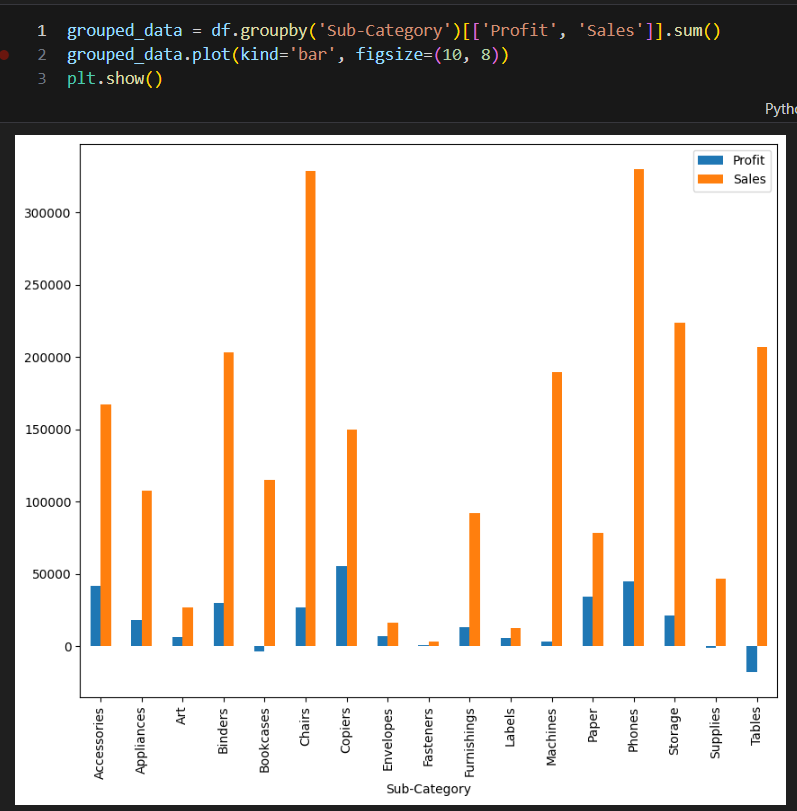 1 grouped_data = df.groupby('Sub-Category')[['Profit', 'Sales']].sum()
2 grouped_data.plot(kind='bar', figsize=(10, 8))
3 plt.show()
Profit
Sales
300000
250000
200000
150000
100000
50000
0
Accessories
Appliances
Art
Binders
Bookcases
Chairs
Copiers
Envelopes
Fasteners
Furnishings
Labels
Machines
Paper
Phones
Storage
Supplies
Tables
Sub-Category